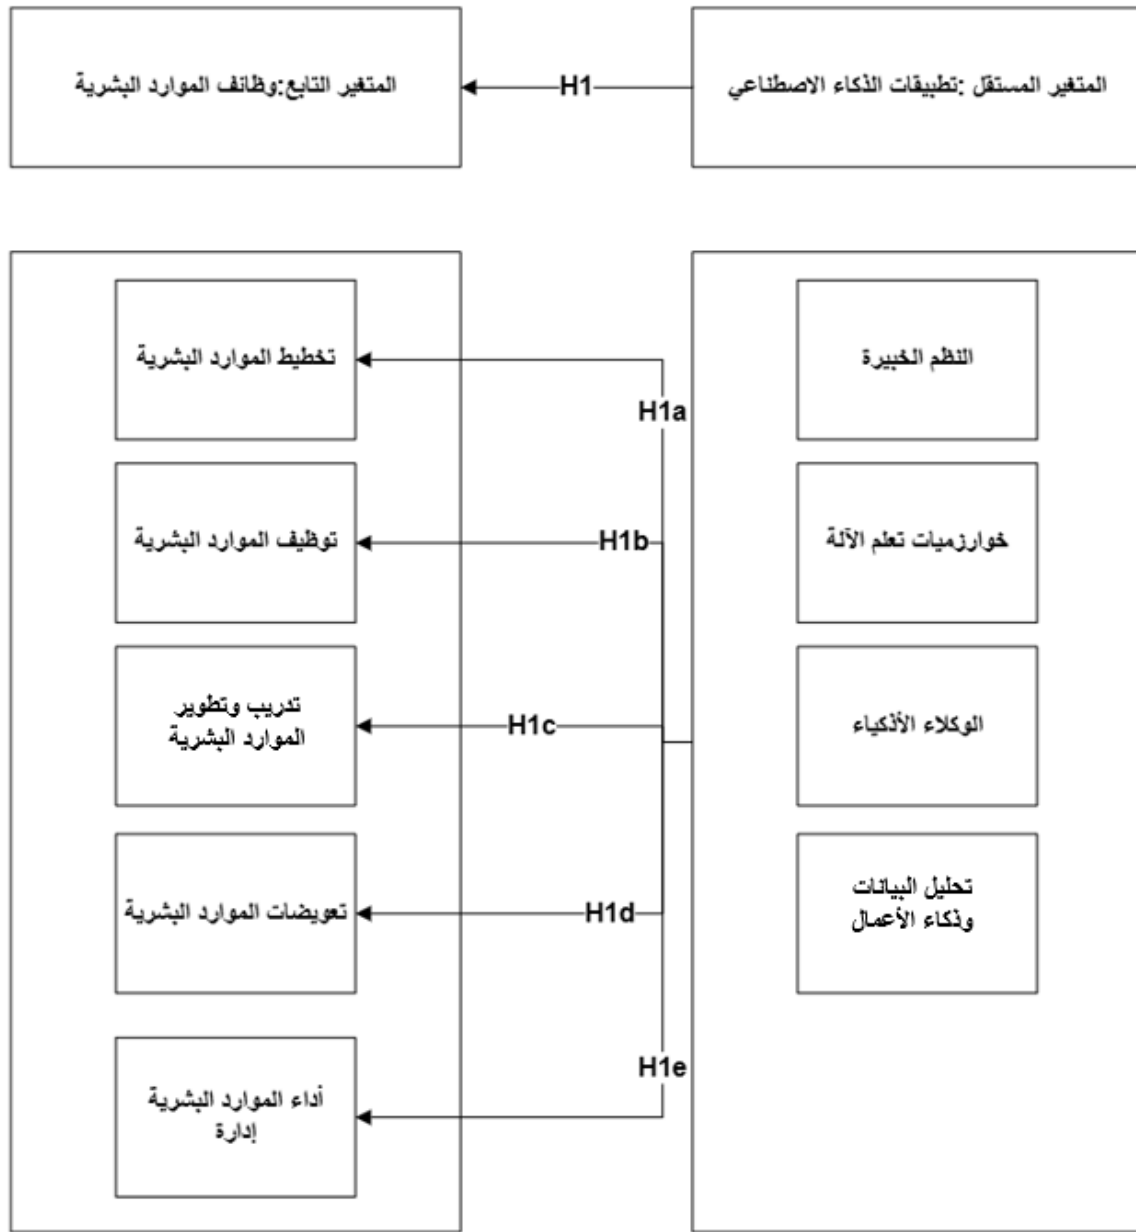 المتغير المستقل :تطبيقات الذكاء الاصطناعي
H1
المتغير التابع:وظائف الموارد البشرية
النظم الخبيرة
خوارزميات تعلم الآلة
الوكلاء الأذكياء
تحليل البيانات
وذكاء الأعمال
H1a
H1b
H1c
H1d
H1e
تخطيط الموارد البشرية
توظيف الموارد البشرية
تدريب وتطوير
الموارد البشرية
تعويضات الموارد البشرية
أداء الموارد البشرية
إدارة